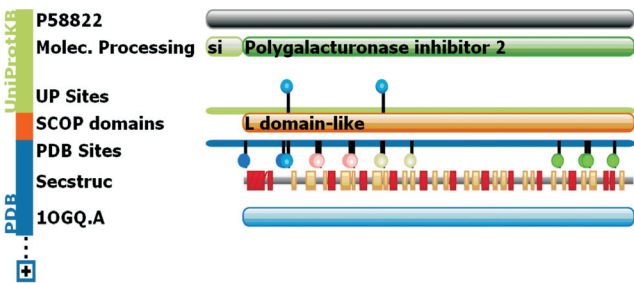 UniProtKB
P58822
Molec. Processing si Polygalacturonase inhibitor 2
UP Sites
SCOP domains L domain-like
PDB
PDB Sites
Secstruc
1OGQ.A
+